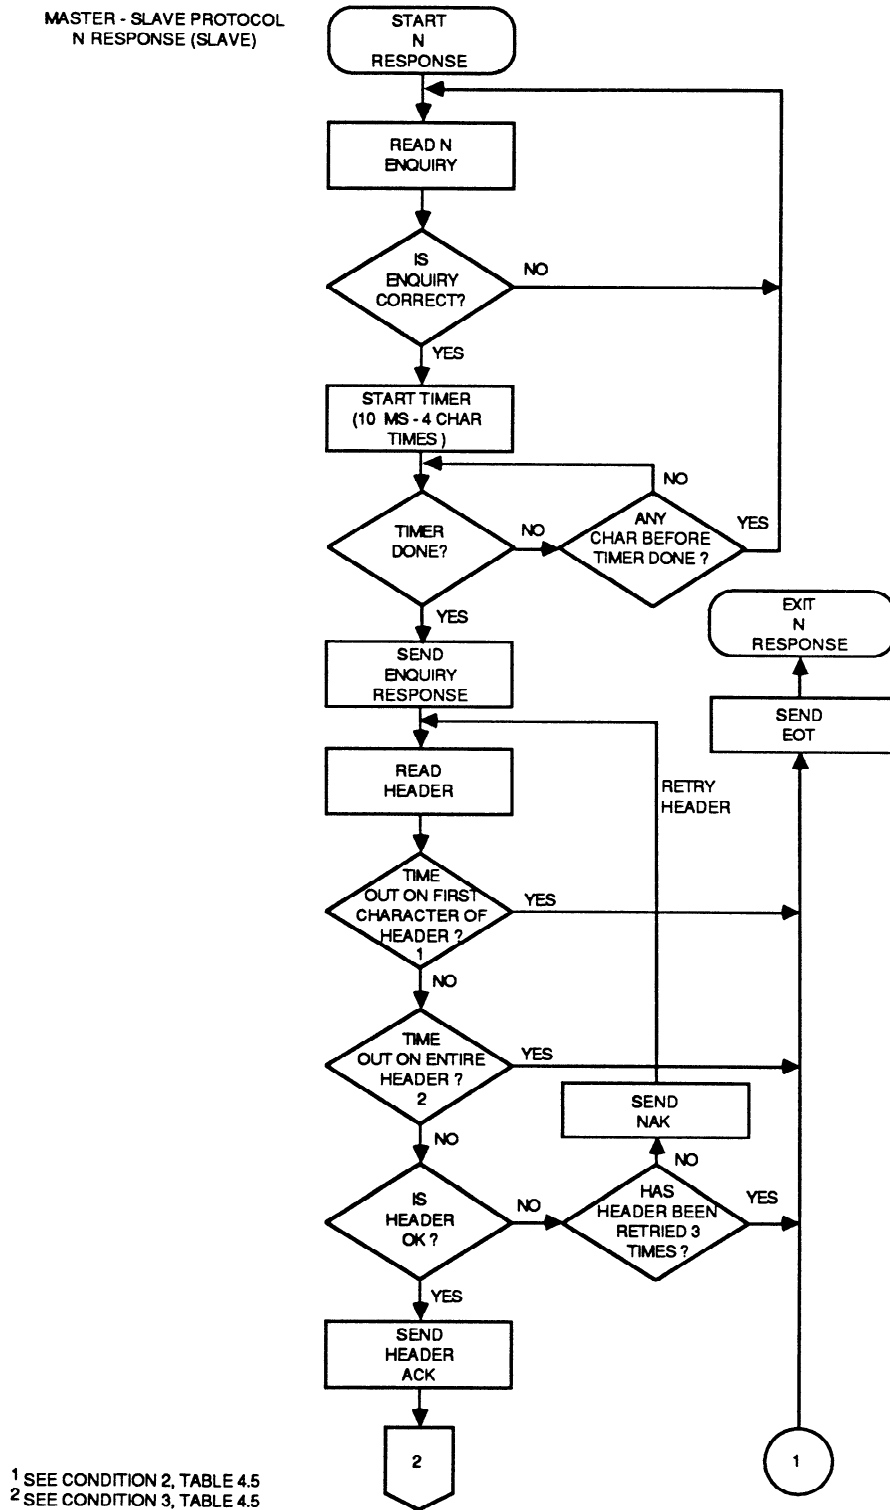 MASTER - SLAVE PROTOCOL
N RESPONSE (SLAVE)
START
N
RESPONSE
READ N
ENQUIRY
IS
ENQUIRY
CORRECT?
NO
YES
START TIMER
(10 MS - 4 CHAR
TIMES )
TIMER
DONE?
NO
ANY
CHAR BEFORE
TIMER DONE ?
NO
YES
YES
SEND
ENQUIRY
RESPONSE
EXIT
N
RESPONSE
SEND
EOT
READ
HEADER
RETRY
HEADER
TIME
OUT ON FIRST
CHARACTER OF
HEADER ?
1
YES
NO
TIME
OUT ON ENTIRE
HEADER ?
2
YES
NO
SEND
NAK
IS
HEADER
OK ?
NO
HAS
HEADER BEEN
RETRIED 3
TIMES ?
NO
YES
YES
SEND
HEADER
ACK
2
1
1 SEE CONDITION 2, TABLE 4.5
2 SEE CONDITION 3, TABLE 4.5